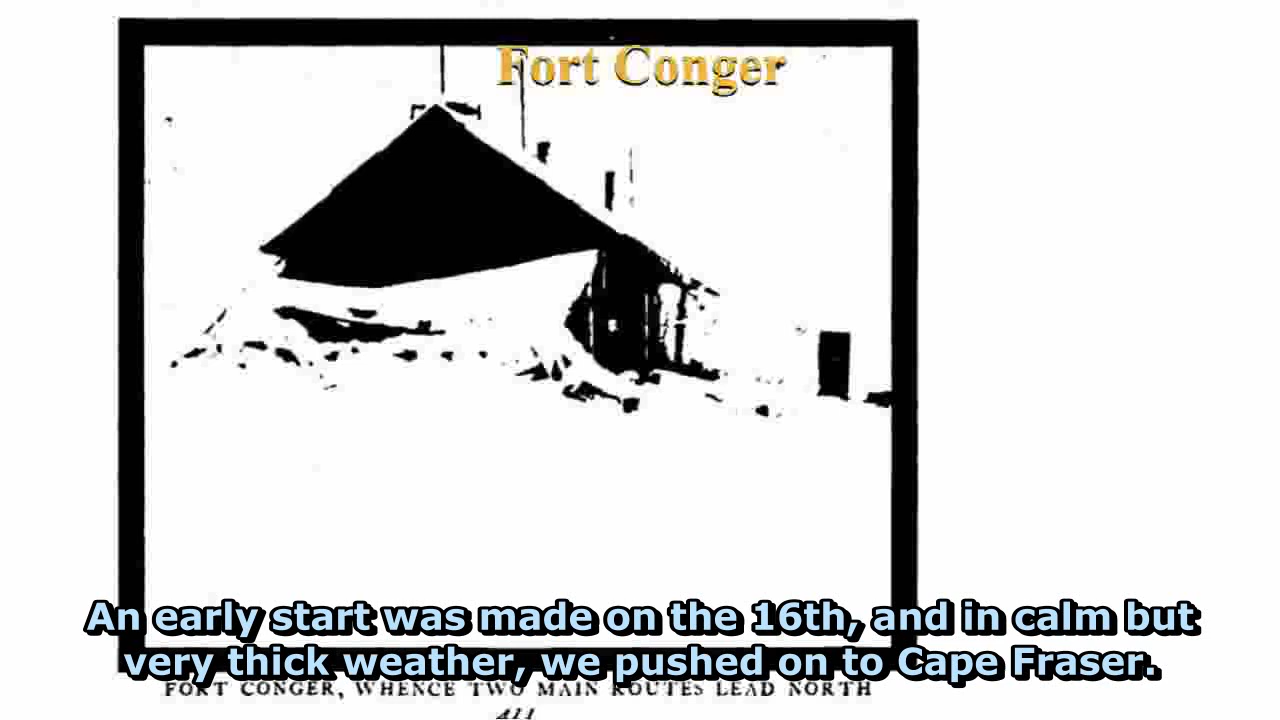 Fort Conger
An early start was made on the 16th, and in calm but
very thick weather, we pushed on to Cape Fraser.
FORT CONGER, WHENCE TWO MAIN ROUTES LEAD NORTH
411